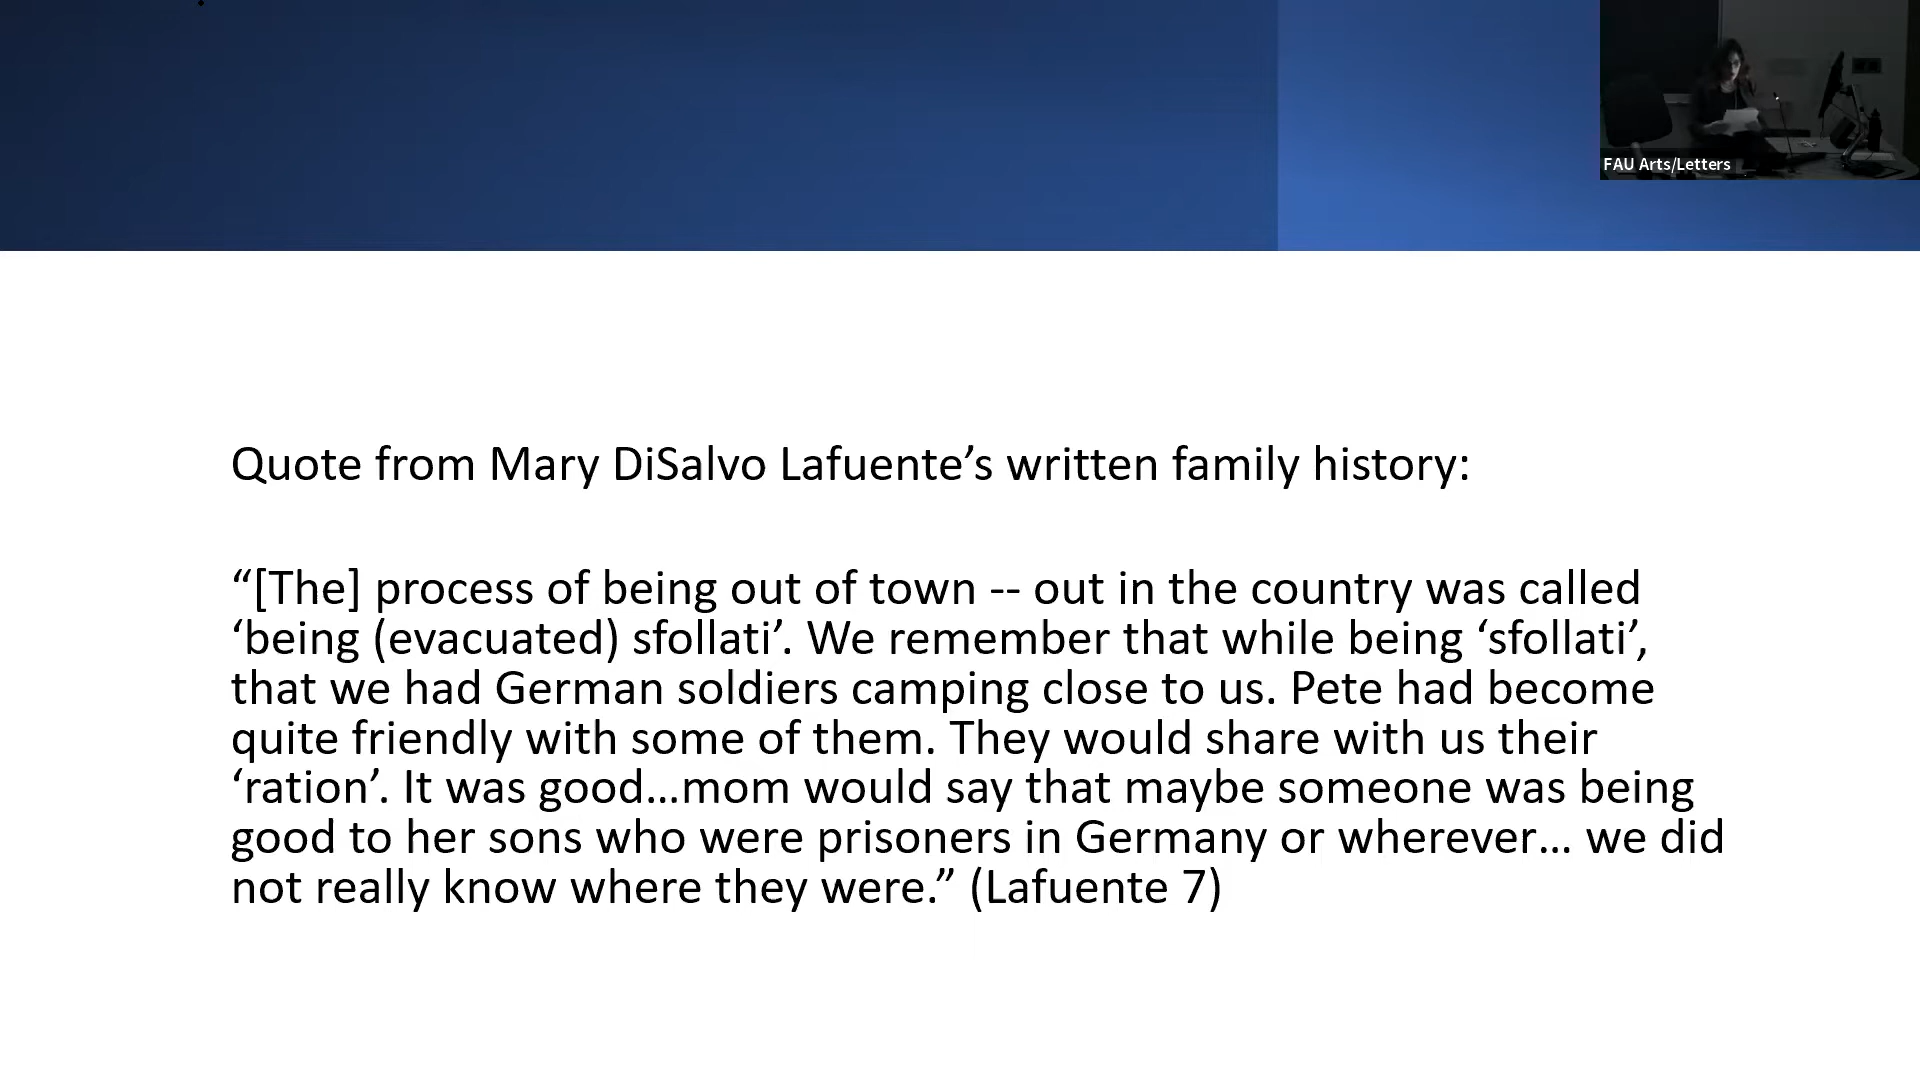 FAU Arts/Letters
Quote from Mary DiSalvo Lafuente’s written family history:
“[The] process of being out of town -- out in the country was called
‘being (evacuated) sfollati’. We remember that while being ‘sfollati’,
that we had German soldiers camping close to us. Pete had become
quite friendly with some of them. They would share with us their
‘ration’. It was good…mom would say that maybe someone was being
good to her sons who were prisoners in Germany or wherever… we did
not really know where they were.” (Lafuente 7)